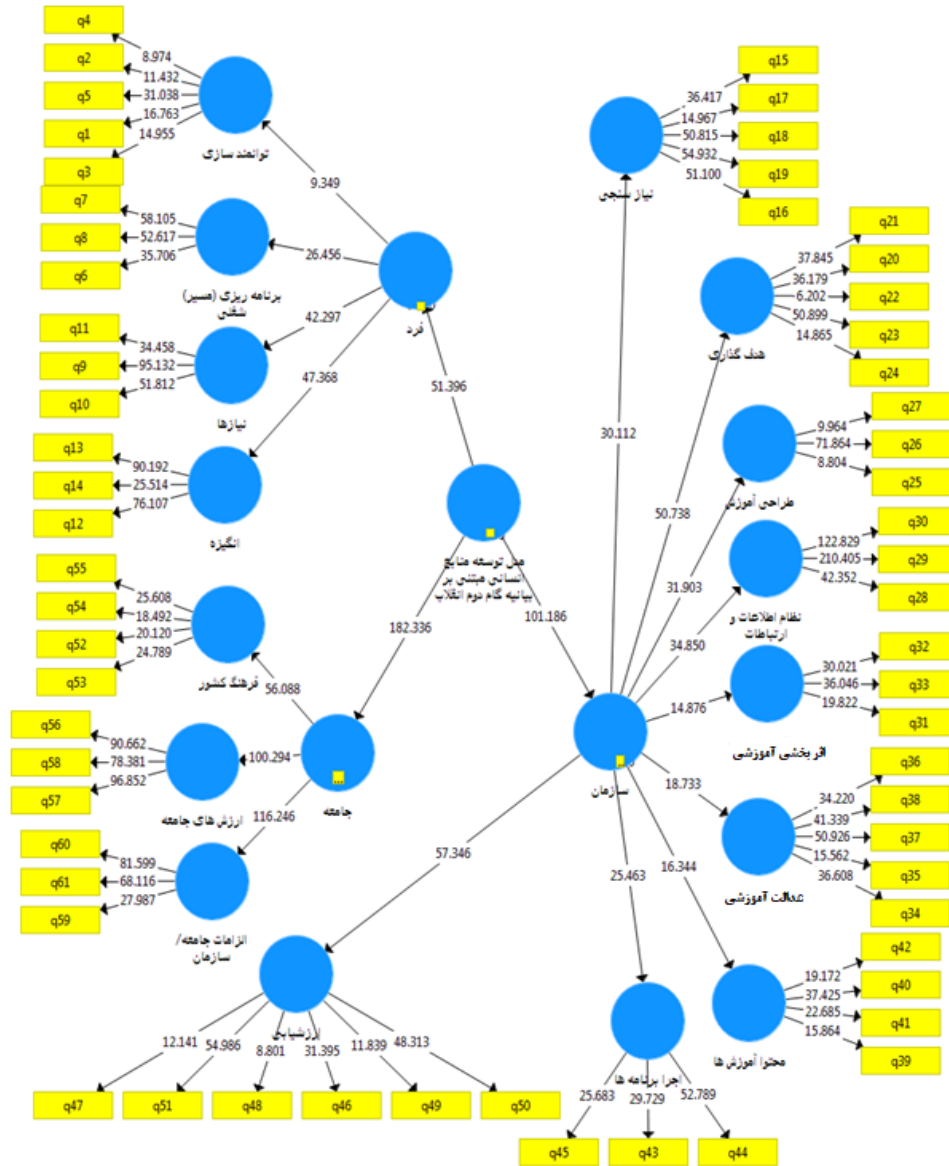 q4
q2
q5
q1
q3
8.974
11.432
31.038
16.763
14.955
توانمند سازی
9.349
q7
q8
q6
58.105
52.617
35.706
برنامه ریزی (مسیر)
شغلی
26.456
q11
q9
q10
34.458
95.132
51.812
نیازها
42.297
q13
q14
q12
90.192
25.514
76.107
انگیزه
47.368
فرد
51.396
مدل توسعه منابع
انسانی مبتنی بر
بیانیه گام دوم انقلاب
182.336
101.186
q55
q54
q52
q53
25.608
18.492
20.120
24.789
فرهنگ کشور
56.088
q56
q58
q57
90.662
78.381
96.852
ارزش های جامعه
100.294
q60
q61
q59
81.599
68.116
27.987
الزامات جامعه/
سازمان
116.246
جامعه
q15
q17
q18
q19
q16
36.417
14.967
50.815
54.932
51.100
نیاز سنجی
30.112
q21
q20
q22
q23
q24
37.845
36.179
6.202
50.899
14.865
هدف گذاری
50.738
q27
q26
q25
9.964
71.864
8.804
طراحی آموزش
31.903
q30
q29
q28
122.829
210.405
42.352
نظام اطلاعات و
ارتباطات
34.850
q32
q33
q31
30.021
36.046
19.822
اثر بخشی آموزشی
14.876
q36
q38
q37
q35
q34
34.220
41.339
50.926
15.562
36.608
عدالت آموزشی
18.733
سازمان
q42
q40
q41
q39
19.172
37.425
22.685
15.864
محتوا آموزش ها
16.344
25.463
اجرا برنامه ها
25.683
29.729
52.789
q45
q43
q44
57.346
ارزشیابی
12.141
54.986
8.801
31.395
11.839
48.313
q47
q51
q48
q46
q49
q50